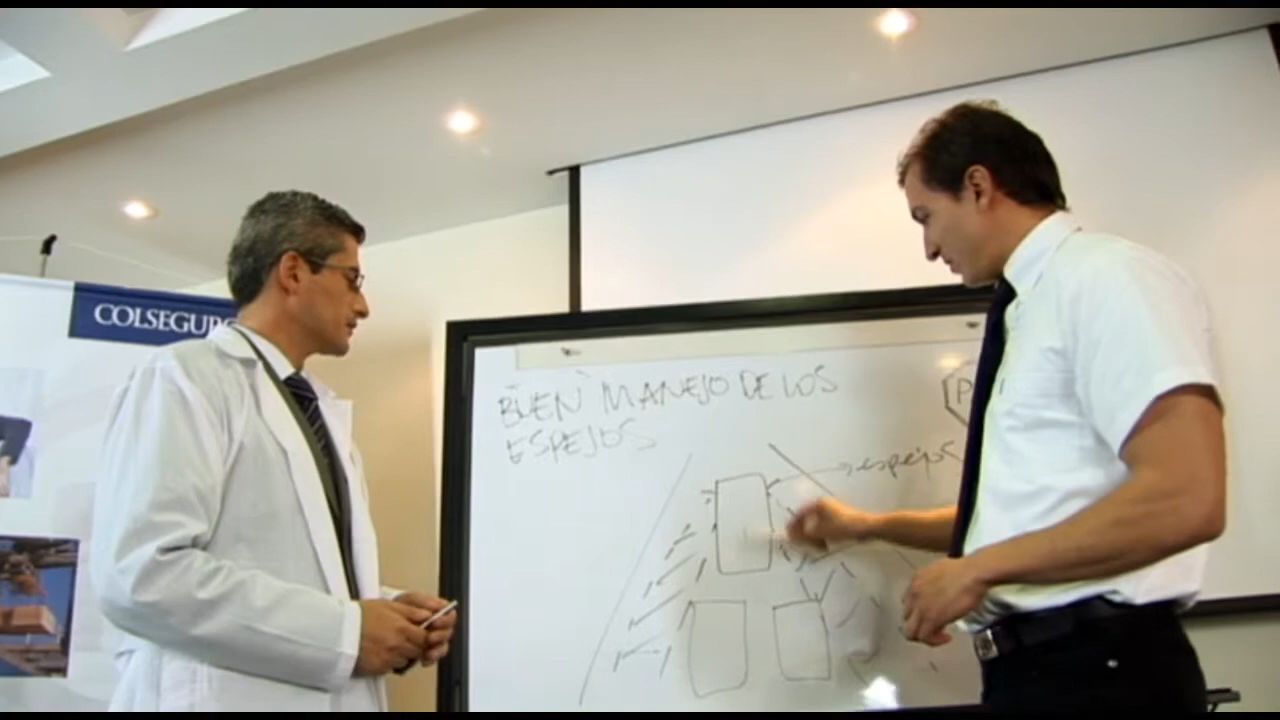 COLSEGUROS
BUEN MANEJO DE LOS
ESPEJOS
espejos
P